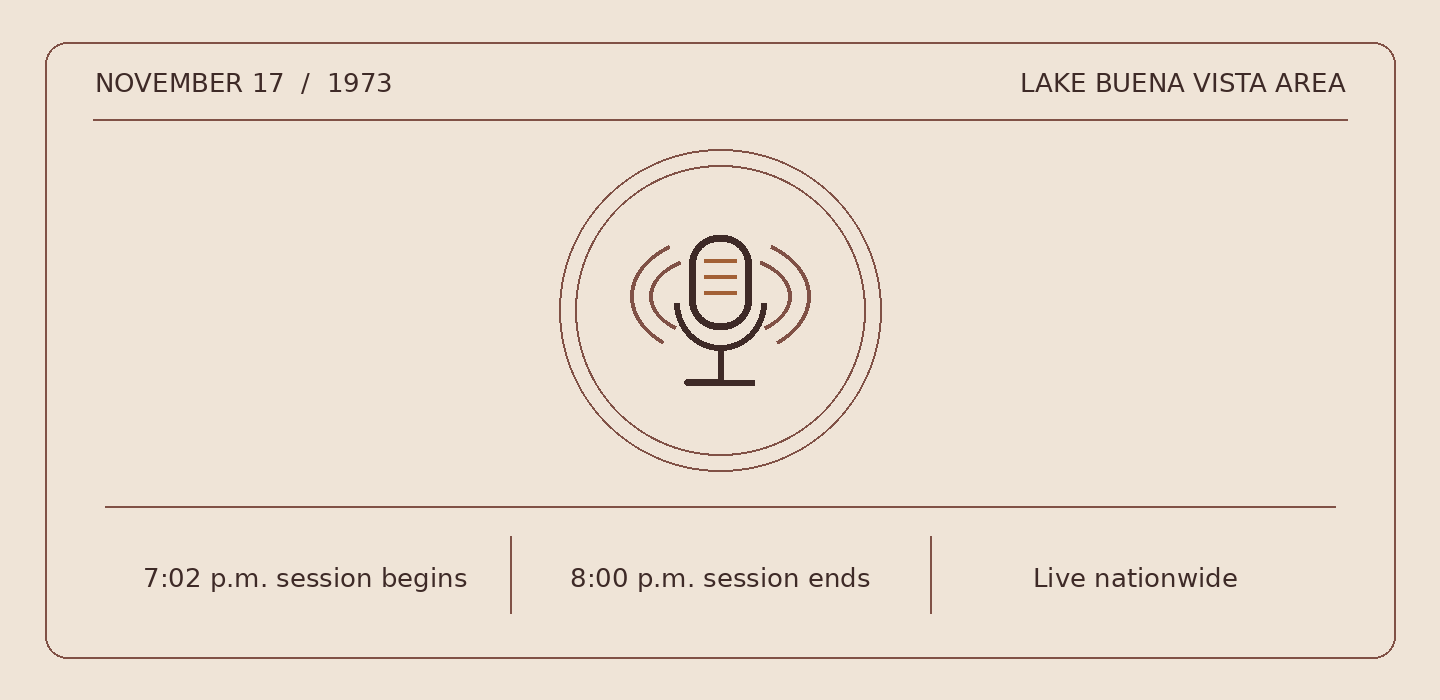 NOVEMBER 17 / 1973
LAKE BUENA VISTA AREA
7:02 p.m. session begins
8:00 p.m. session ends
Live nationwide